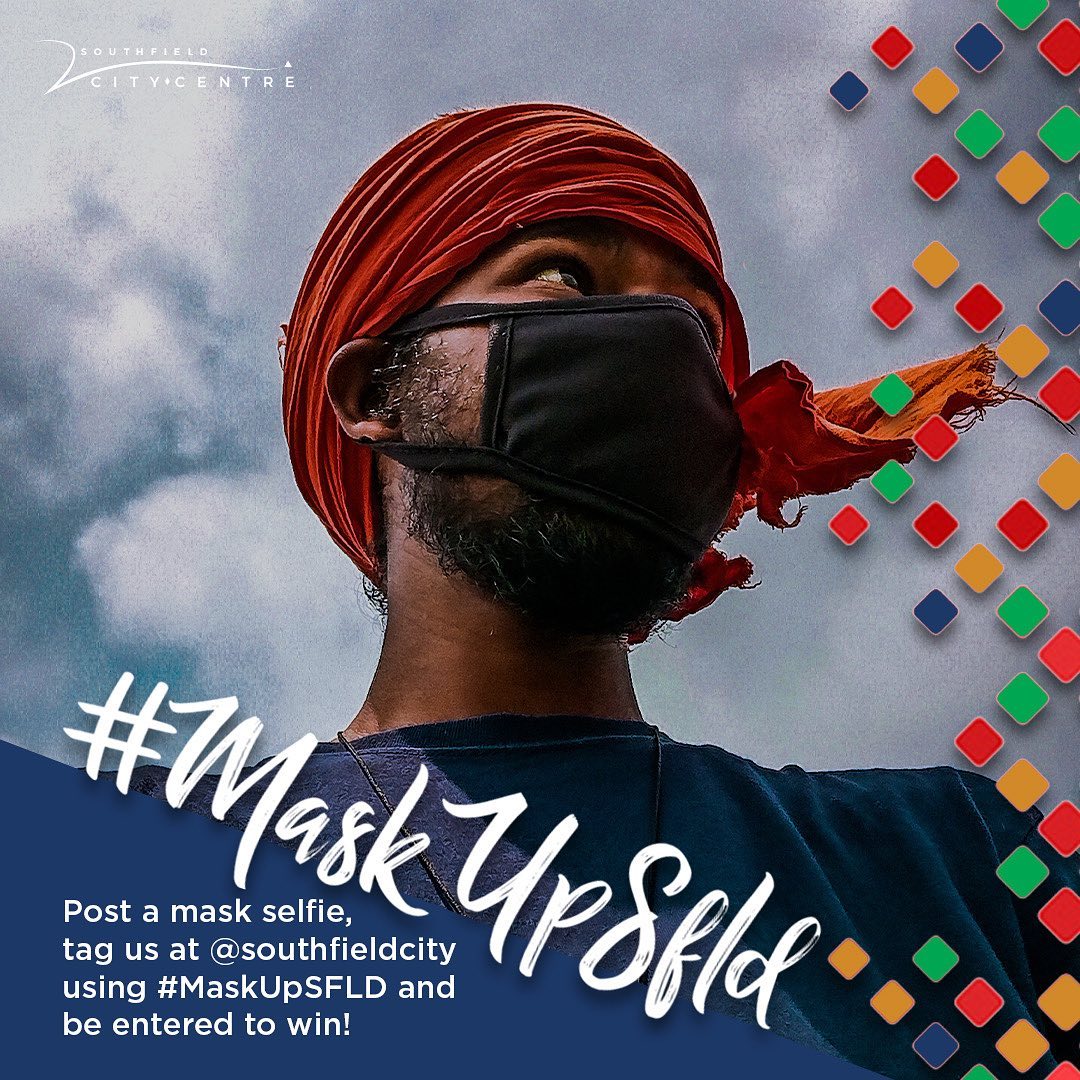 SOUTHFIELD
CITY CENTRE
#MaskUpSfld
Post a mask selfie,
tag us at @southfieldcity
using #MaskUpSFLD and
be entered to win!